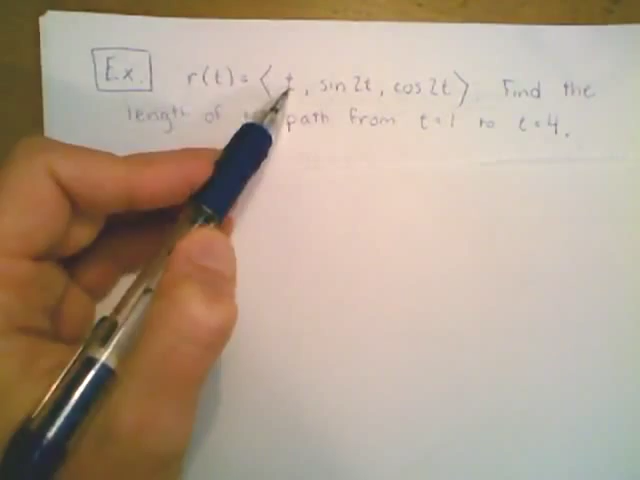 Ex. r(t) = ⟨t, sin 2t, cos 2t⟩. Find the
length of path from t=1 to t=4.